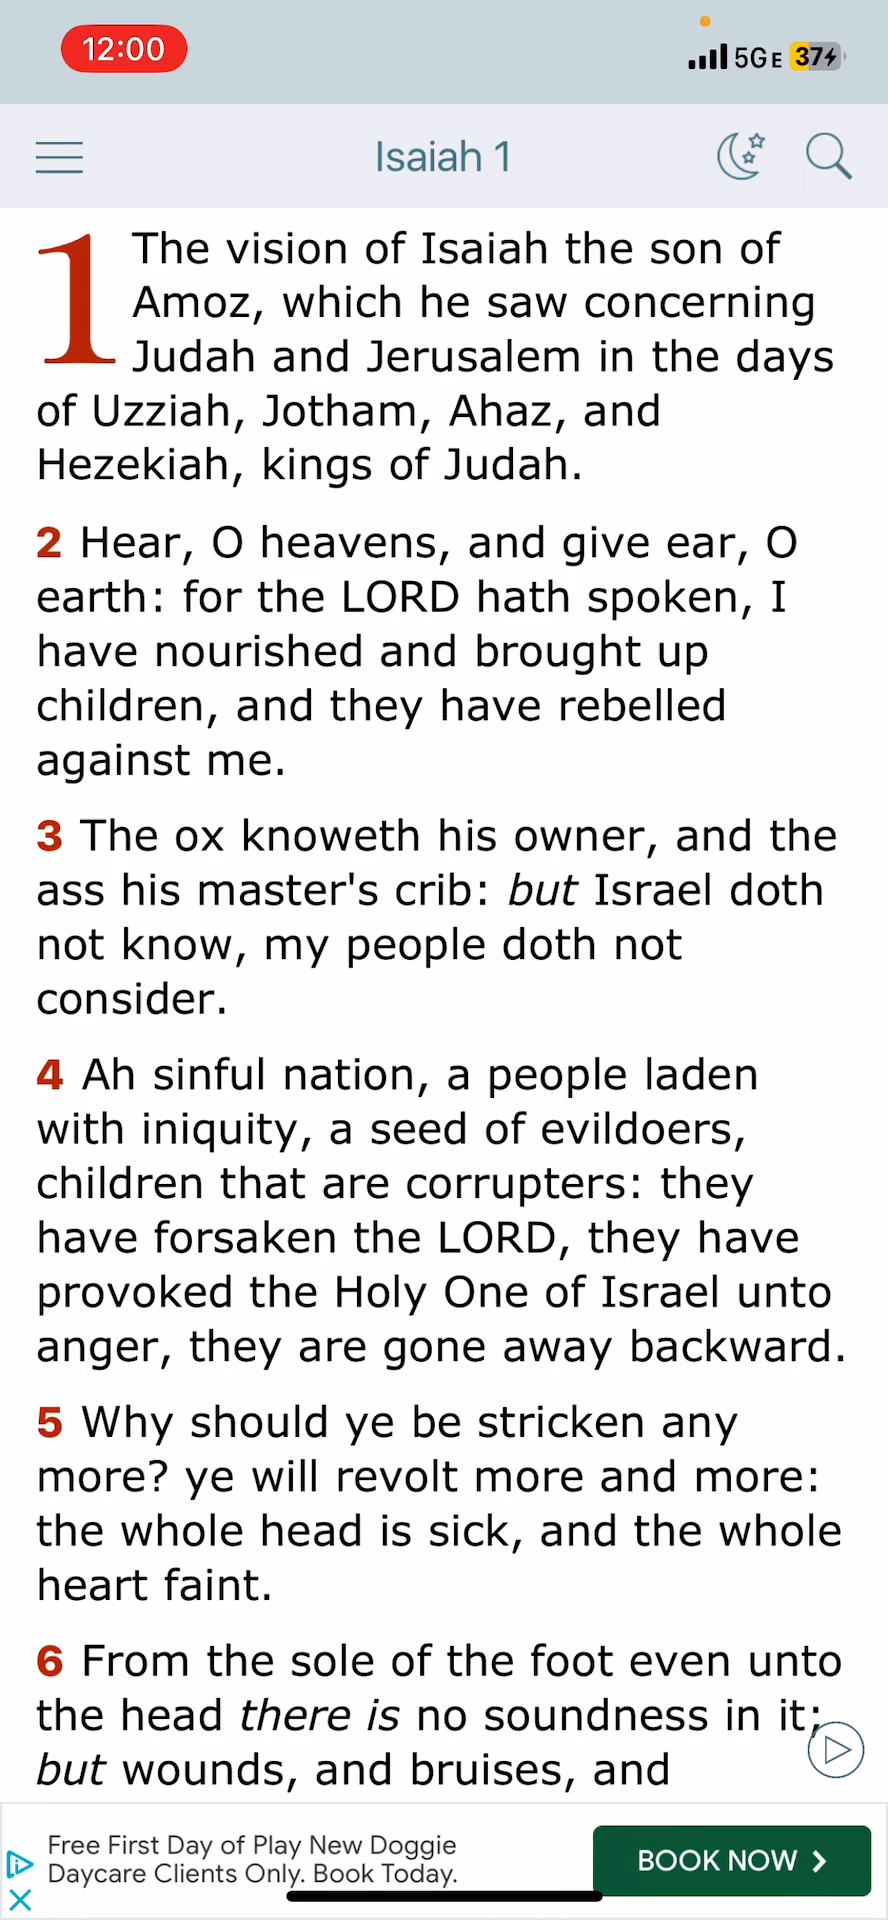 12:00
5GE 37
Isaiah 1
1 The vision of Isaiah the son of
Amoz, which he saw concerning
Judah and Jerusalem in the days
of Uzziah, Jotham, Ahaz, and
Hezekiah, kings of Judah.
2 Hear, O heavens, and give ear, O
earth: for the LORD hath spoken, I
have nourished and brought up
children, and they have rebelled
against me.
3 The ox knoweth his owner, and the
ass his master's crib: but Israel doth
not know, my people doth not
consider.
4 Ah sinful nation, a people laden
with iniquity, a seed of evildoers,
children that are corrupters: they
have forsaken the LORD, they have
provoked the Holy One of Israel unto
anger, they are gone away backward.
5 Why should ye be stricken any
more? ye will revolt more and more:
the whole head is sick, and the whole
heart faint.
6 From the sole of the foot even unto
the head there is no soundness in it;
but wounds, and bruises, and
Free First Day of Play New Doggie
Daycare Clients Only. Book Today.
BOOK NOW